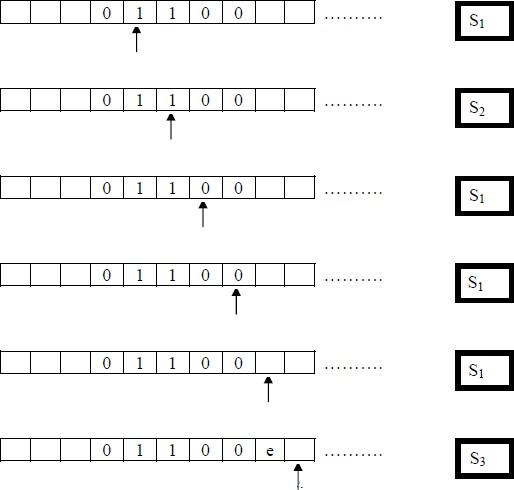 0 1 1 0 0 ………. S₁
0 1 1 0 0 ………. S₂
0 1 1 0 0 ………. S₁
0 1 1 0 0 ………. S₁
0 1 1 0 0 ………. S₁
0 1 1 0 0 e ………. S₃